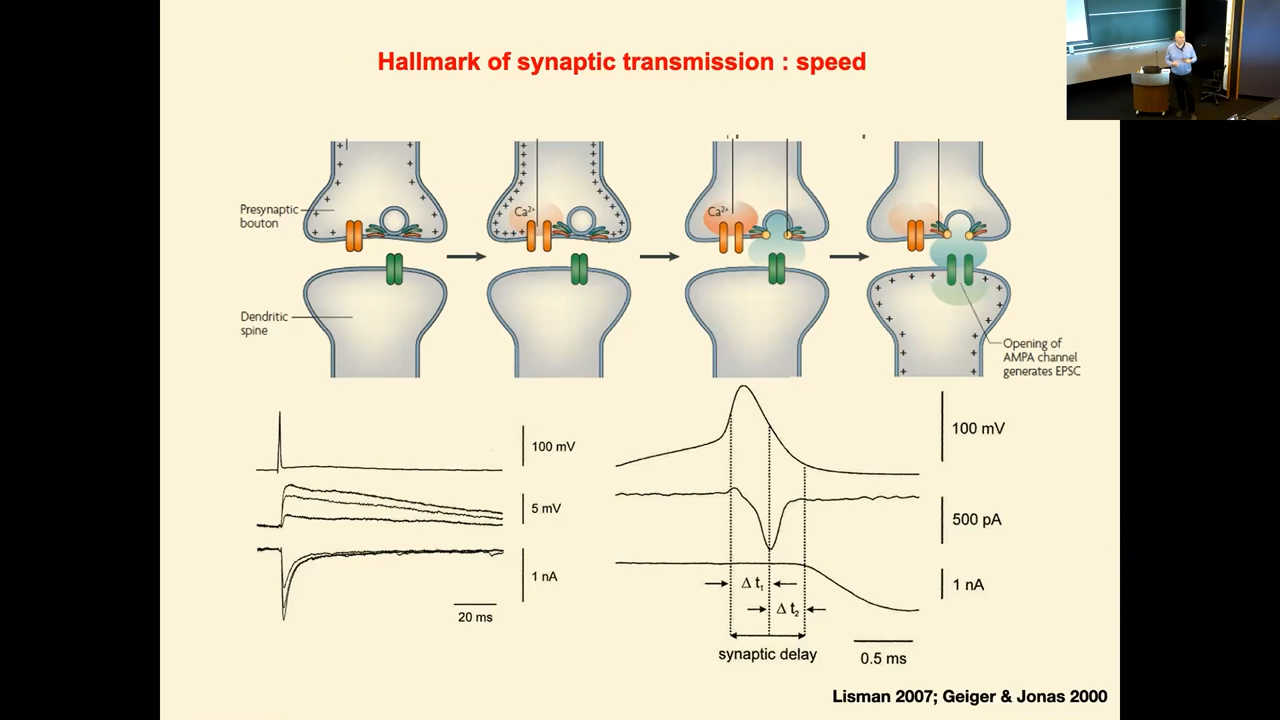 Hallmark of synaptic transmission : speed
Presynaptic
bouton
Ca²⁺
Ca²⁺
Dendritic
spine
Opening of
AMPA channel
generates EPSC
100 mV
5 mV
1 nA
20 ms
100 mV
500 pA
1 nA
Δ t₁
Δ t₂
synaptic delay
0.5 ms
Lisman 2007; Geiger & Jonas 2000